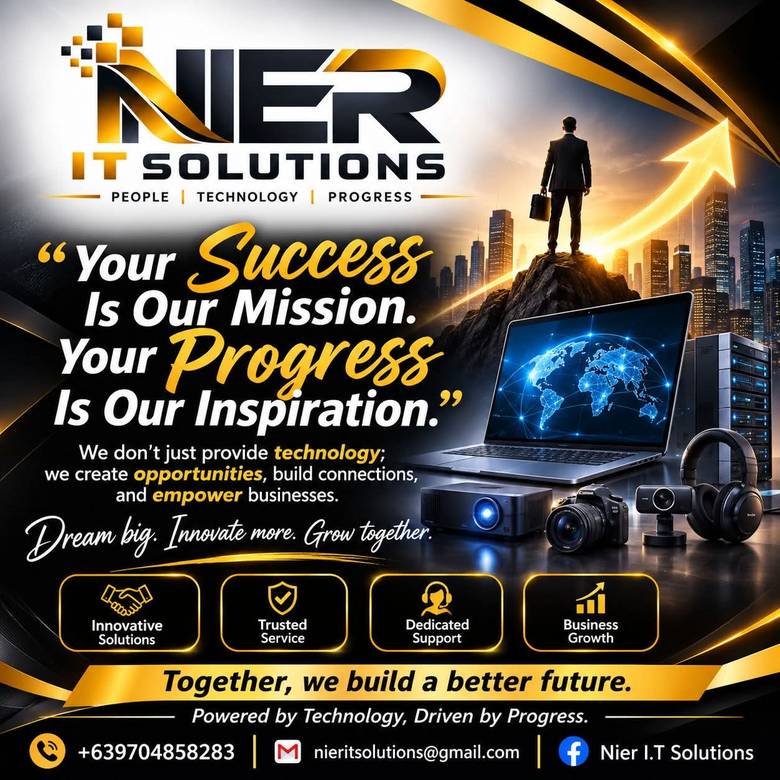 NIER
IT SOLUTIONS
PEOPLE | TECHNOLOGY | PROGRESS
“Your Success
Is Our Mission.
Your Progress
Is Our Inspiration.”
We don't just provide technology;
we create opportunities, build connections,
and empower businesses.
Dream big. Innovate more. Grow together.
Innovative
Solutions
Trusted
Service
Dedicated
Support
Business
Growth
Together, we build a better future.
Powered by Technology, Driven by Progress.
+639704858283 | nieritsolutions@gmail.com | Nier I.T Solutions